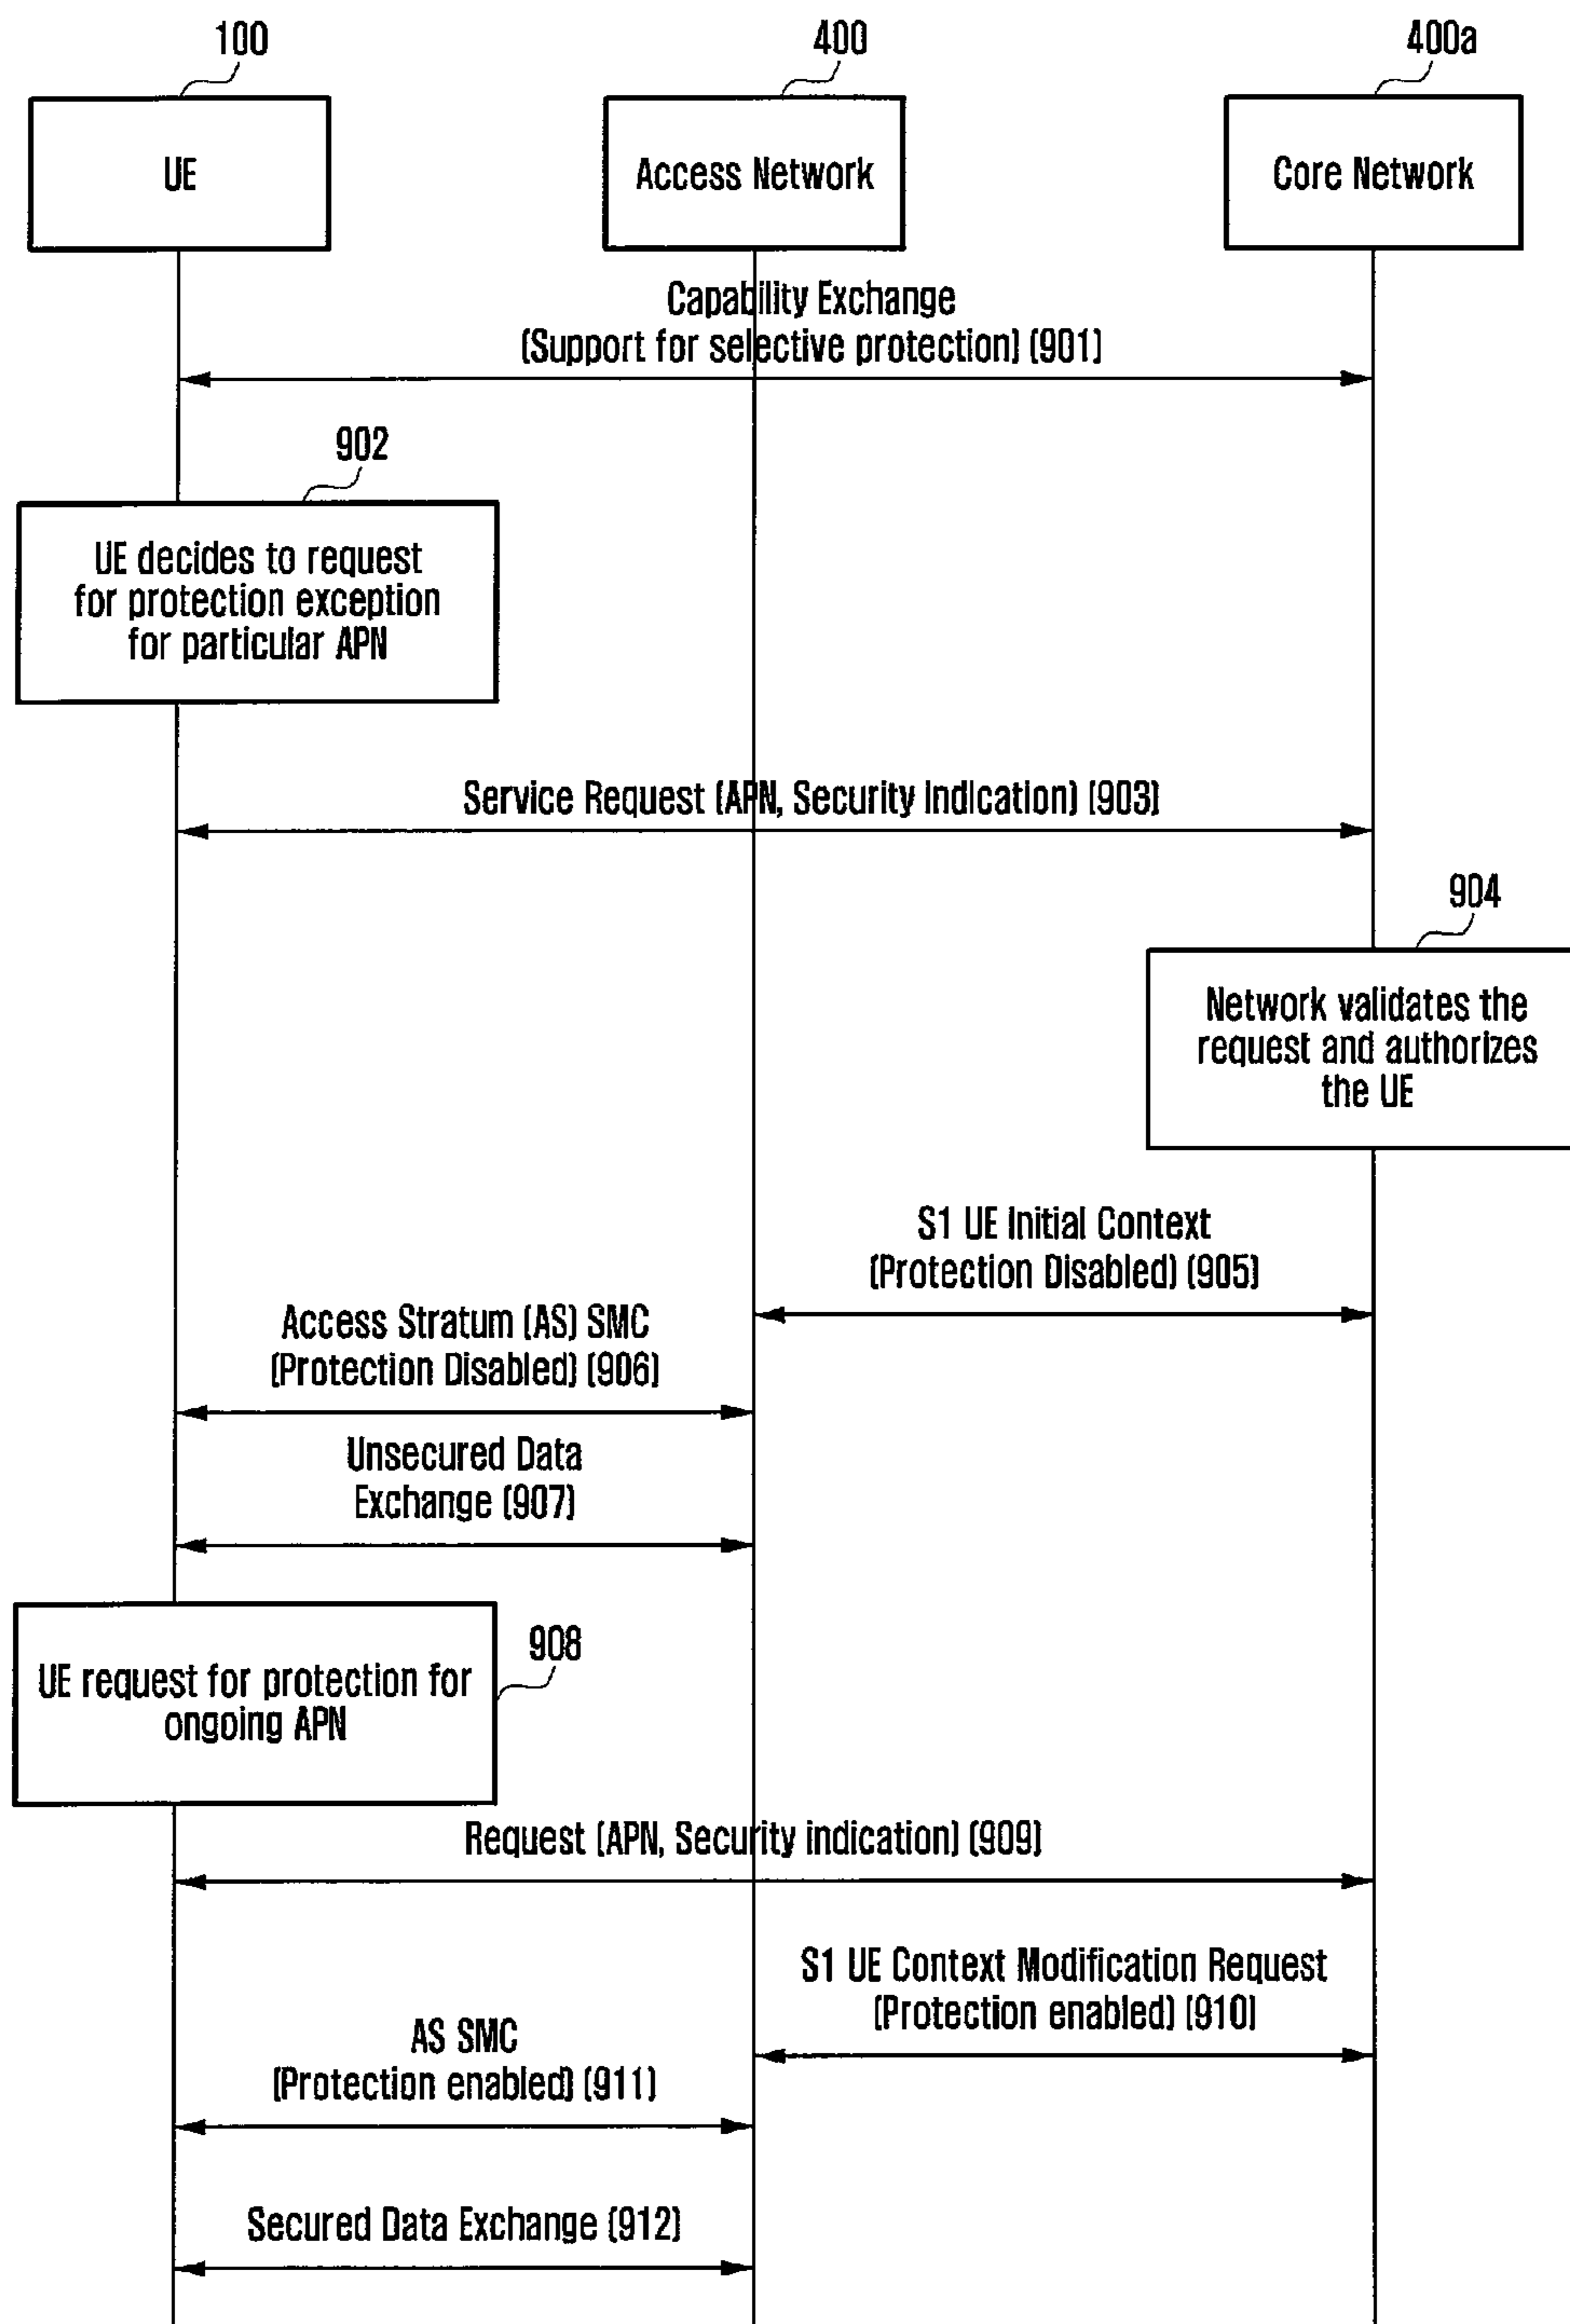 100
400
400a
UE
Access Network
Core Network
Capability Exchange
(Support for selective protection) (901)
902
UE decides to request
for protection exception
for particular APN
Service Request (APN, Security indication) (903)
904
Network validates the
request and authorizes
the UE
S1 UE Initial Context
(Protection Disabled) (905)
Access Stratum (AS) SMC
(Protection Disabled) (906)
Unsecured Data
Exchange (907)
908
UE request for protection for
ongoing APN
Request (APN, Security indication) (909)
S1 UE Context Modification Request
(Protection enabled) (910)
AS SMC
(Protection enabled) (911)
Secured Data Exchange (912)